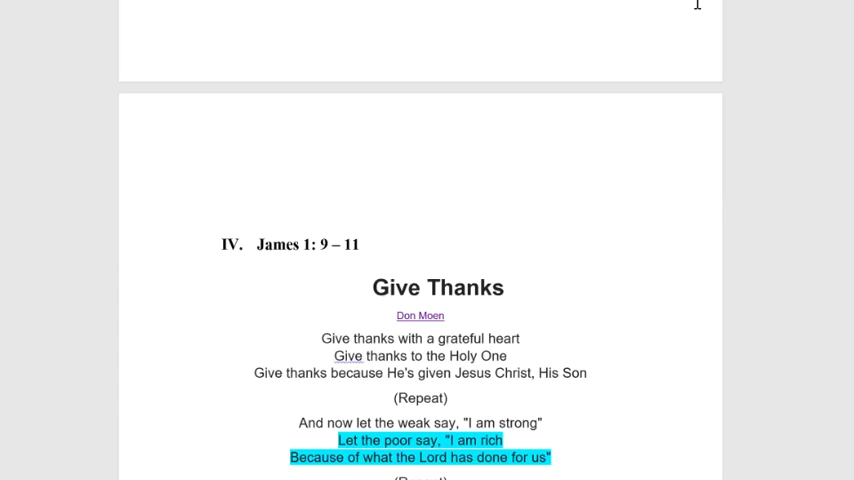 IV. James 1: 9 – 11
Give Thanks
Don Moen
Give thanks with a grateful heart
Give thanks to the Holy One
Give thanks because He's given Jesus Christ, His Son
(Repeat)
And now let the weak say, "I am strong"
Let the poor say, "I am rich
Because of what the Lord has done for us"